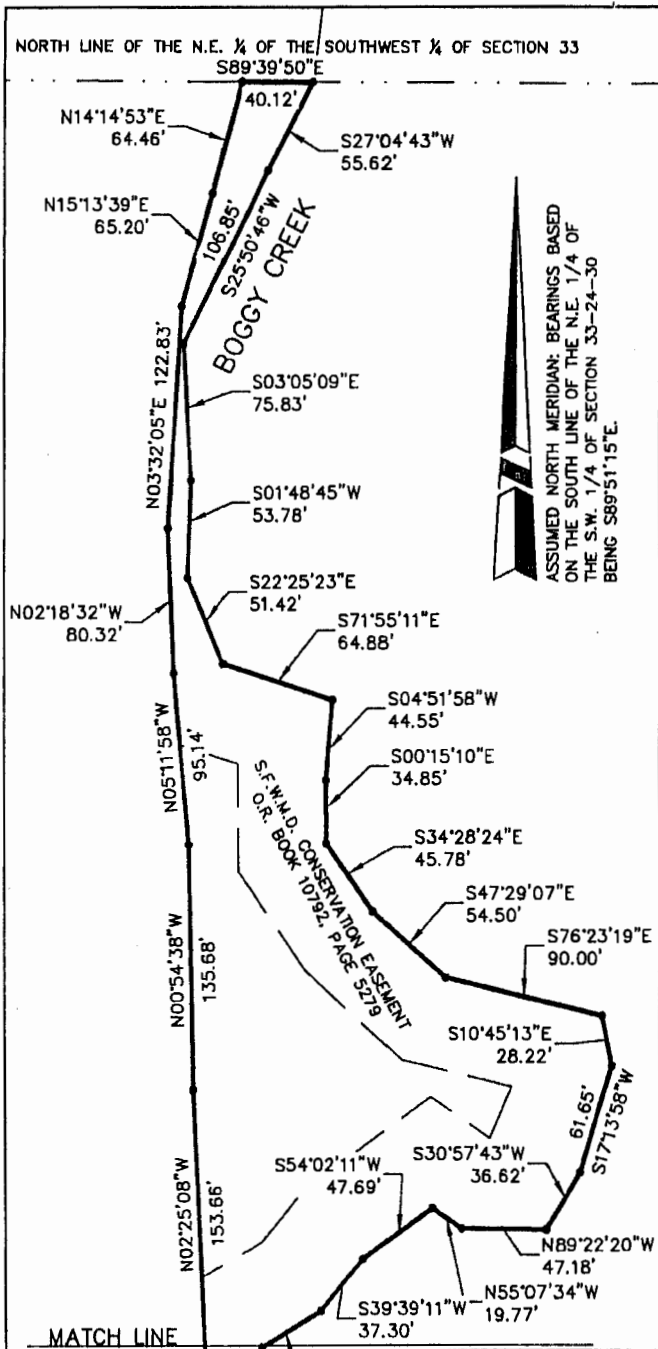 NORTH LINE OF THE N.E. ¼ OF THE SOUTHWEST ¼ OF SECTION 33
S89°39'50"E
40.12'
N14°14'53"E
64.46'
S27°04'43"W
55.62'
N15°13'39"E
65.20'
106.85'
S25°50'46"W
BOGGY CREEK
N03°32'05"E 122.83'
S03°05'09"E
75.83'
S01°48'45"W
53.78'
ASSUMED NORTH MERIDIAN: BEARINGS BASED
ON THE SOUTH LINE OF THE N.E. 1/4 OF
THE S.W. 1/4 OF SECTION 33-24-30
BEING S89°51'15"E.
S22°25'23"E
51.42'
N02°18'32"W
80.32'
S71°55'11"E
64.88'
S04°51'58"W
44.55'
S00°15'10"E
34.85'
N05°11'58"W
95.14'
S.F.W.M.D. CONSERVATION EASEMENT
O.R. BOOK 10792, PAGE 5279
S34°28'24"E
45.78'
S47°29'07"E
54.50'
S76°23'19"E
90.00'
N00°54'38"W
135.68'
S10°45'13"E
28.22'
61.65'
S17°13'58"W
S30°57'43"W
36.62'
S54°02'11"W
47.69'
N02°25'08"W
153.66'
N89°22'20"W
47.18'
N55°07'34"W
19.77'
S39°39'11"W
37.30'
MATCH LINE